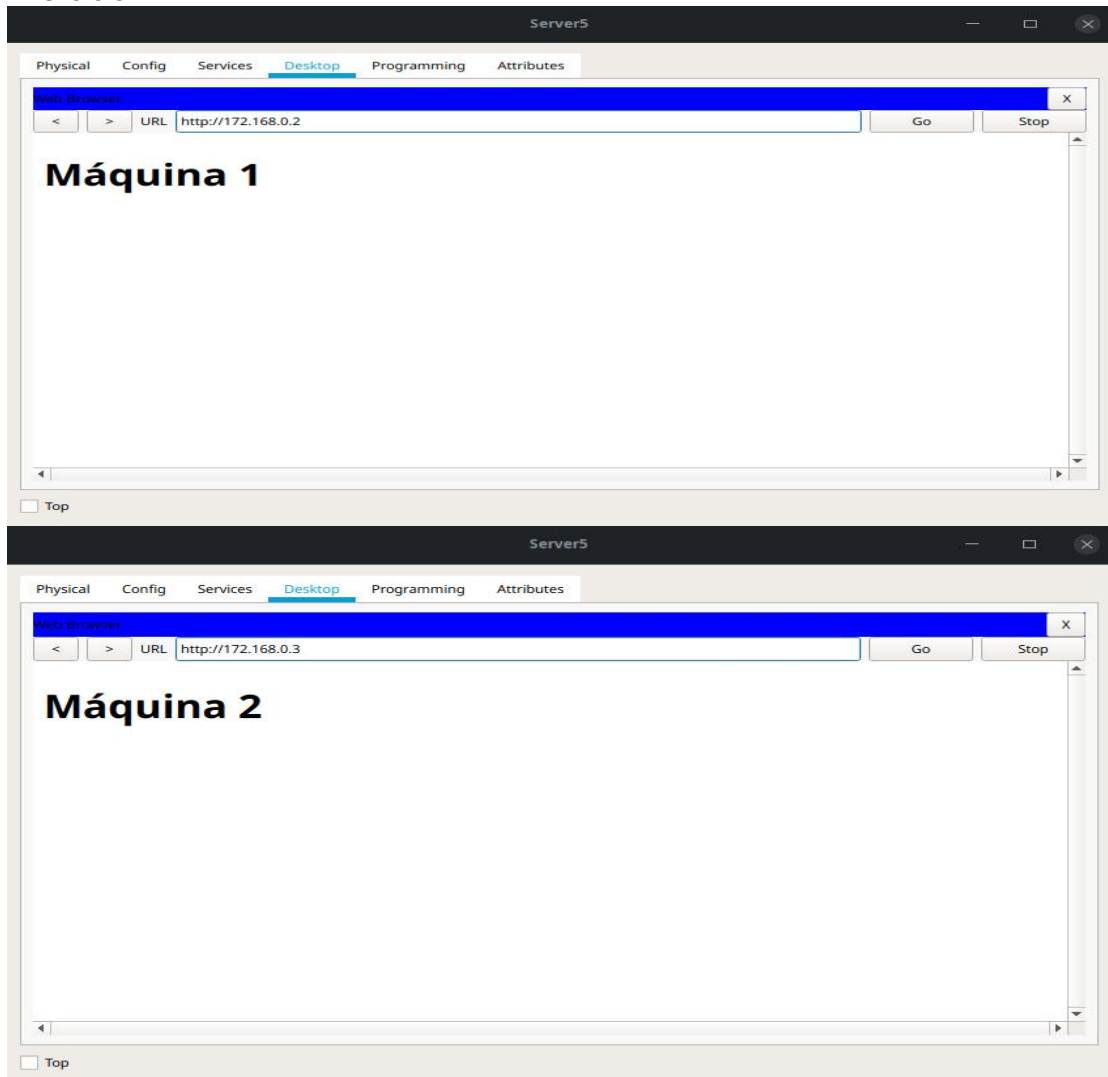 Server5
Physical Config Services Desktop Programming Attributes
Web Browser X
< > URL http://172.168.0.2 Go Stop
Máquina 1
Top
Server5
Physical Config Services Desktop Programming Attributes
Web Browser X
< > URL http://172.168.0.3 Go Stop
Máquina 2
Top